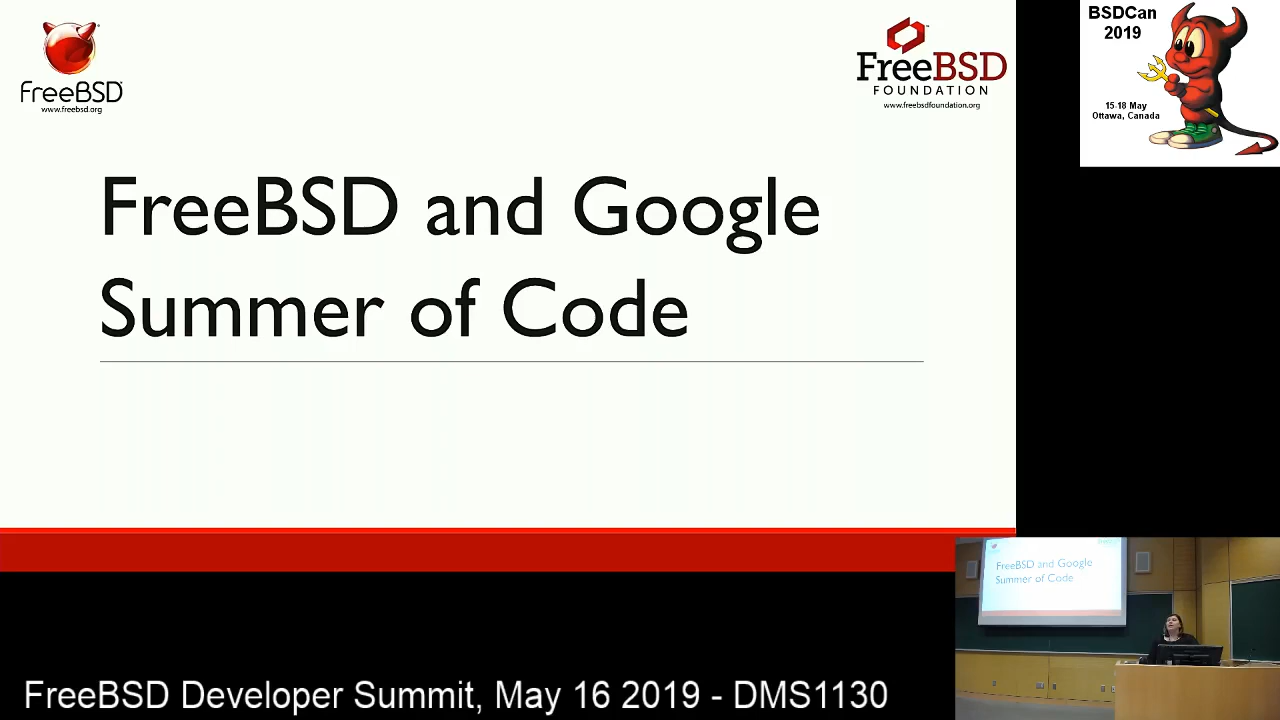 FreeBSD
www.freebsd.org
FreeBSD
FOUNDATION
www.freebsdfoundation.org
BSDCan
2019
15-18 May
Ottawa, Canada
FreeBSD and Google
Summer of Code
FreeBSD and Google
Summer of Code
FreeBSD Developer Summit, May 16 2019 - DMS1130